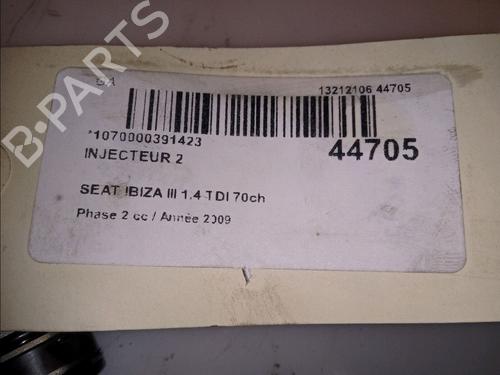 13212106 44705
*1070000391423
INJECTEUR 2
44705
SEAT IBIZA III 1.4 TDI 70ch
Phase 2 cc / Année 2009
B-PARTS